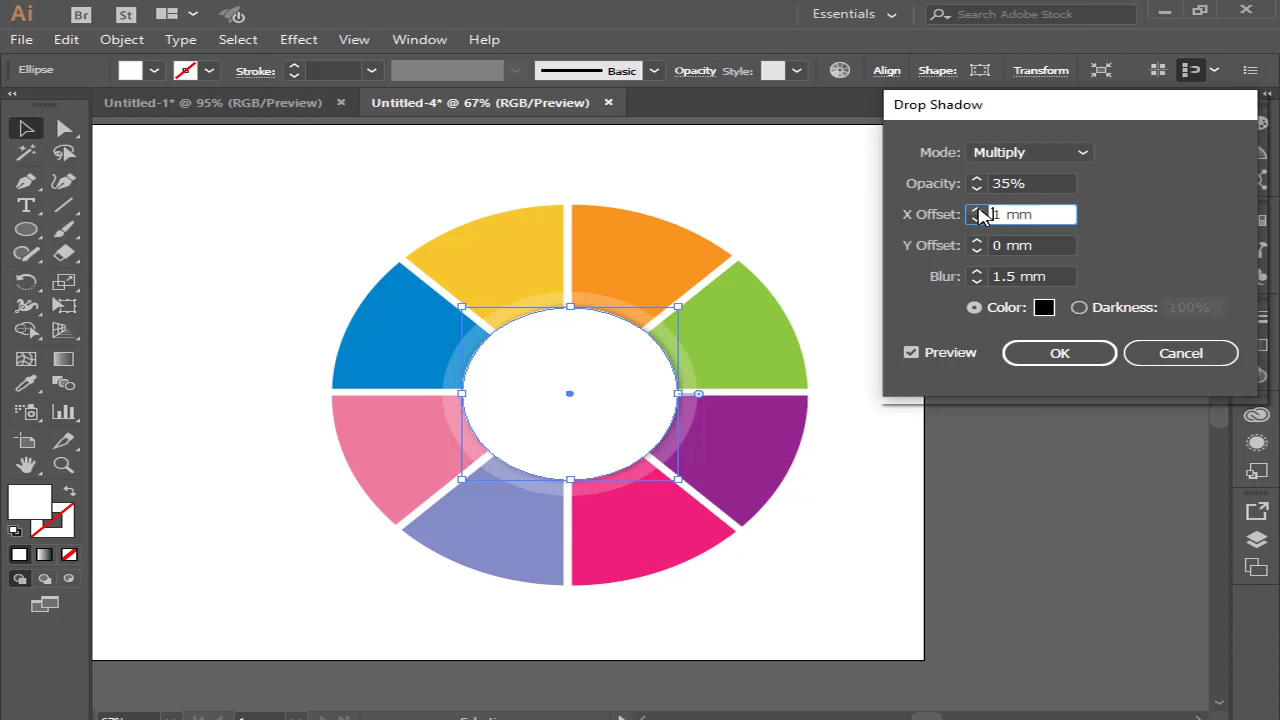 Ai Br St Essentials Search Adobe Stock
File Edit Object Type Select Effect View Window Help
Ellipse Stroke: Basic Opacity Style: Align Shape: Transform
Untitled-1* @ 95% (RGB/Preview) Untitled-4* @ 67% (RGB/Preview)
Drop Shadow
Mode: Multiply
Opacity: 35%
X Offset: 1 mm
Y Offset: 0 mm
Blur: 1.5 mm
Color: Darkness: 100%
Preview OK Cancel